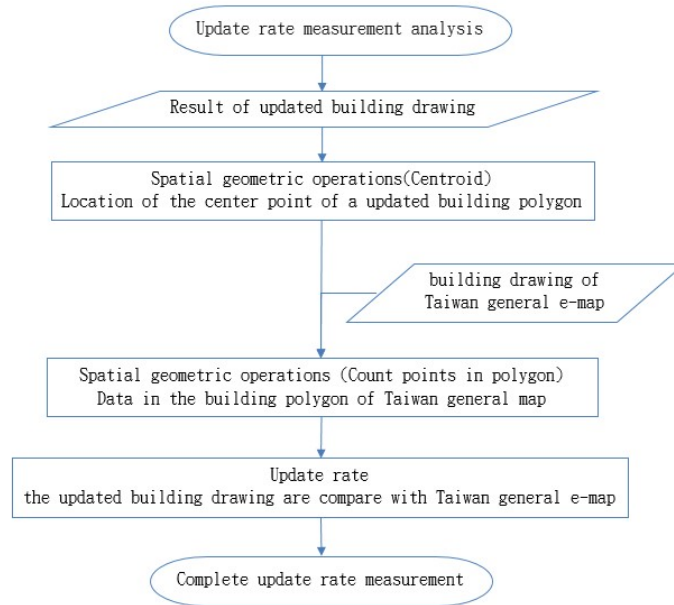 Update rate measurement analysis
Result of updated building drawing
Spatial geometric operations(Centroid)
Location of the center point of a updated building polygon
building drawing of
Taiwan general e-map
Spatial geometric operations (Count points in polygon)
Data in the building polygon of Taiwan general map
Update rate
the updated building drawing are compare with Taiwan general e-map
Complete update rate measurement